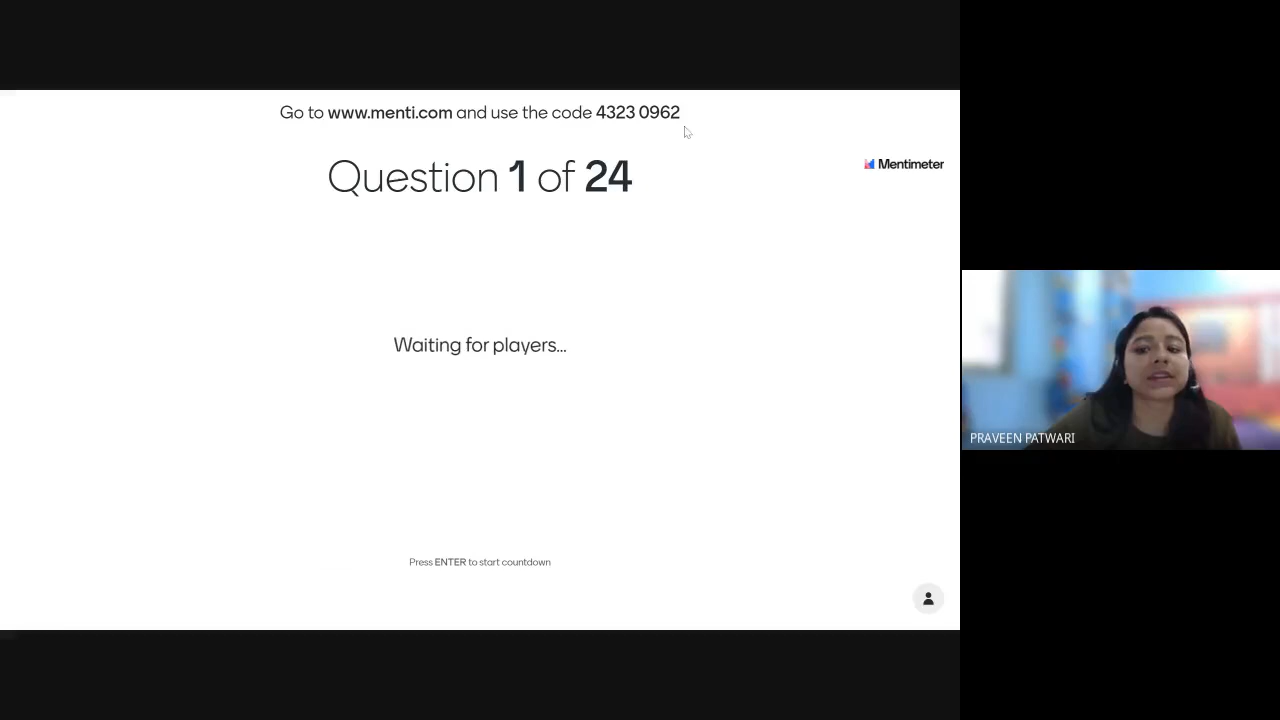 Go to www.menti.com and use the code 4323 0962
Question 1 of 24
Mentimeter
Waiting for players...
PRAVEEN PATWARI
Press ENTER to start countdown